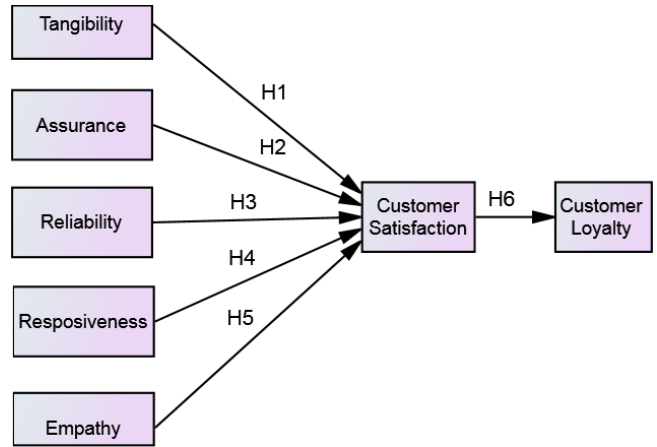 Tangibility
H1
Assurance
H2
Reliability
H3
Customer
Satisfaction
H6
Customer
Loyalty
H4
Resposiveness
H5
Empathy